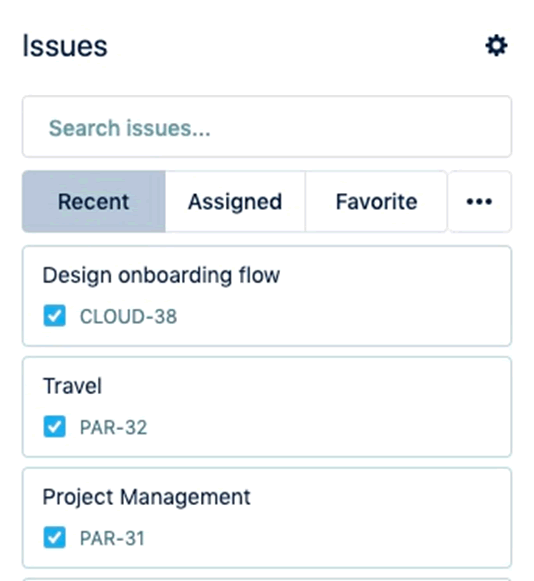 Issues
Search issues...
Recent Assigned Favorite •••
Design onboarding flow
CLOUD-38
Travel
PAR-32
Project Management
PAR-31